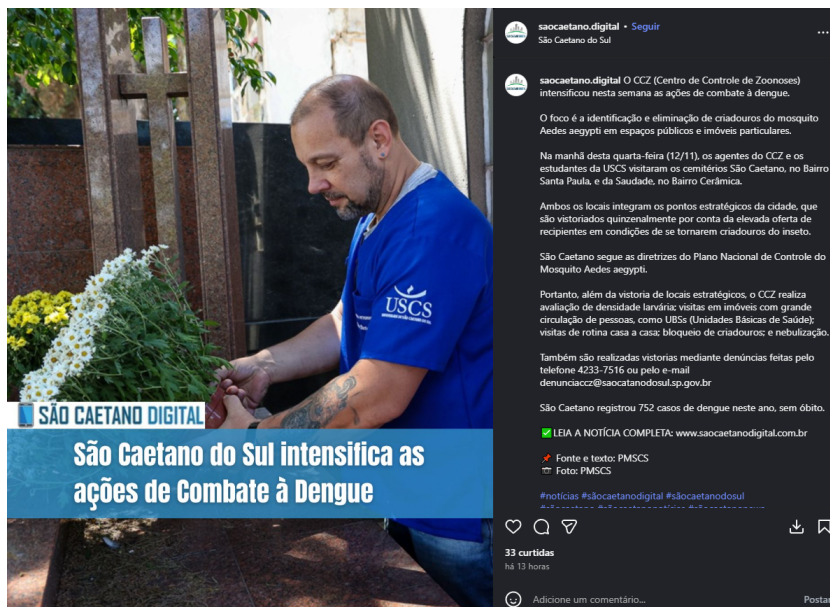 saocaetano.digital • Seguir
São Caetano do Sul
saocaetano.digital O CCZ (Centro de Controle de Zoonoses)
intensificou nesta semana as ações de combate à dengue.
O foco é a identificação e eliminação de criadouros do mosquito
Aedes aegypti em espaços públicos e imóveis particulares.
Na manhã desta quarta-feira (12/11), os agentes do CCZ e os
estudantes da USCS visitaram os cemitérios São Caetano, no Bairro
Santa Paula, e da Saudade, no Bairro Cerâmica.
Ambos os locais integram os pontos estratégicos da cidade, que
são vistoriados quinzenalmente por conta da elevada oferta de
recipientes em condições de se tornarem criadouros do inseto.
São Caetano segue as diretrizes do Plano Nacional de Controle do
Mosquito Aedes aegypti.
Portanto, além da vistoria de locais estratégicos, o CCZ realiza
avaliação de densidade larvária; visitas em imóveis com grande
circulação de pessoas, como UBSs (Unidades Básicas de Saúde);
visitas de rotina casa a casa; bloqueio de criadouros; e nebulização.
Também são realizadas vistorias mediante denúncias feitas pelo
telefone 4233-7516 ou pelo e-mail
denunciaccz@saocatanodosul.sp.gov.br
São Caetano registrou 752 casos de dengue neste ano, sem óbito.
✅ LEIA A NOTÍCIA COMPLETA: www.saocaetanodigital.com.br
📌 Fonte e texto: PMSCS
📷 Foto: PMSCS
#notícias #sãocaetanodigital #sãocaetanodosul
33 curtidas
há 13 horas
Adicione um comentário...
Postar
USCS
SÃO CAETANO DIGITAL
São Caetano do Sul intensifica as
ações de Combate à Dengue